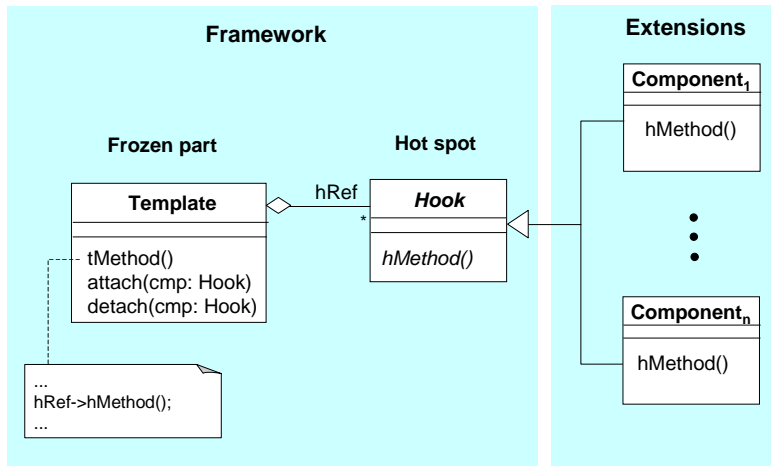 Framework
Extensions
Frozen part
Hot spot
Template
tMethod()
attach(cmp: Hook)
detach(cmp: Hook)
hRef
*
Hook
hMethod()
Component1
hMethod()
Componentn
hMethod()
...
hRef->hMethod();
...